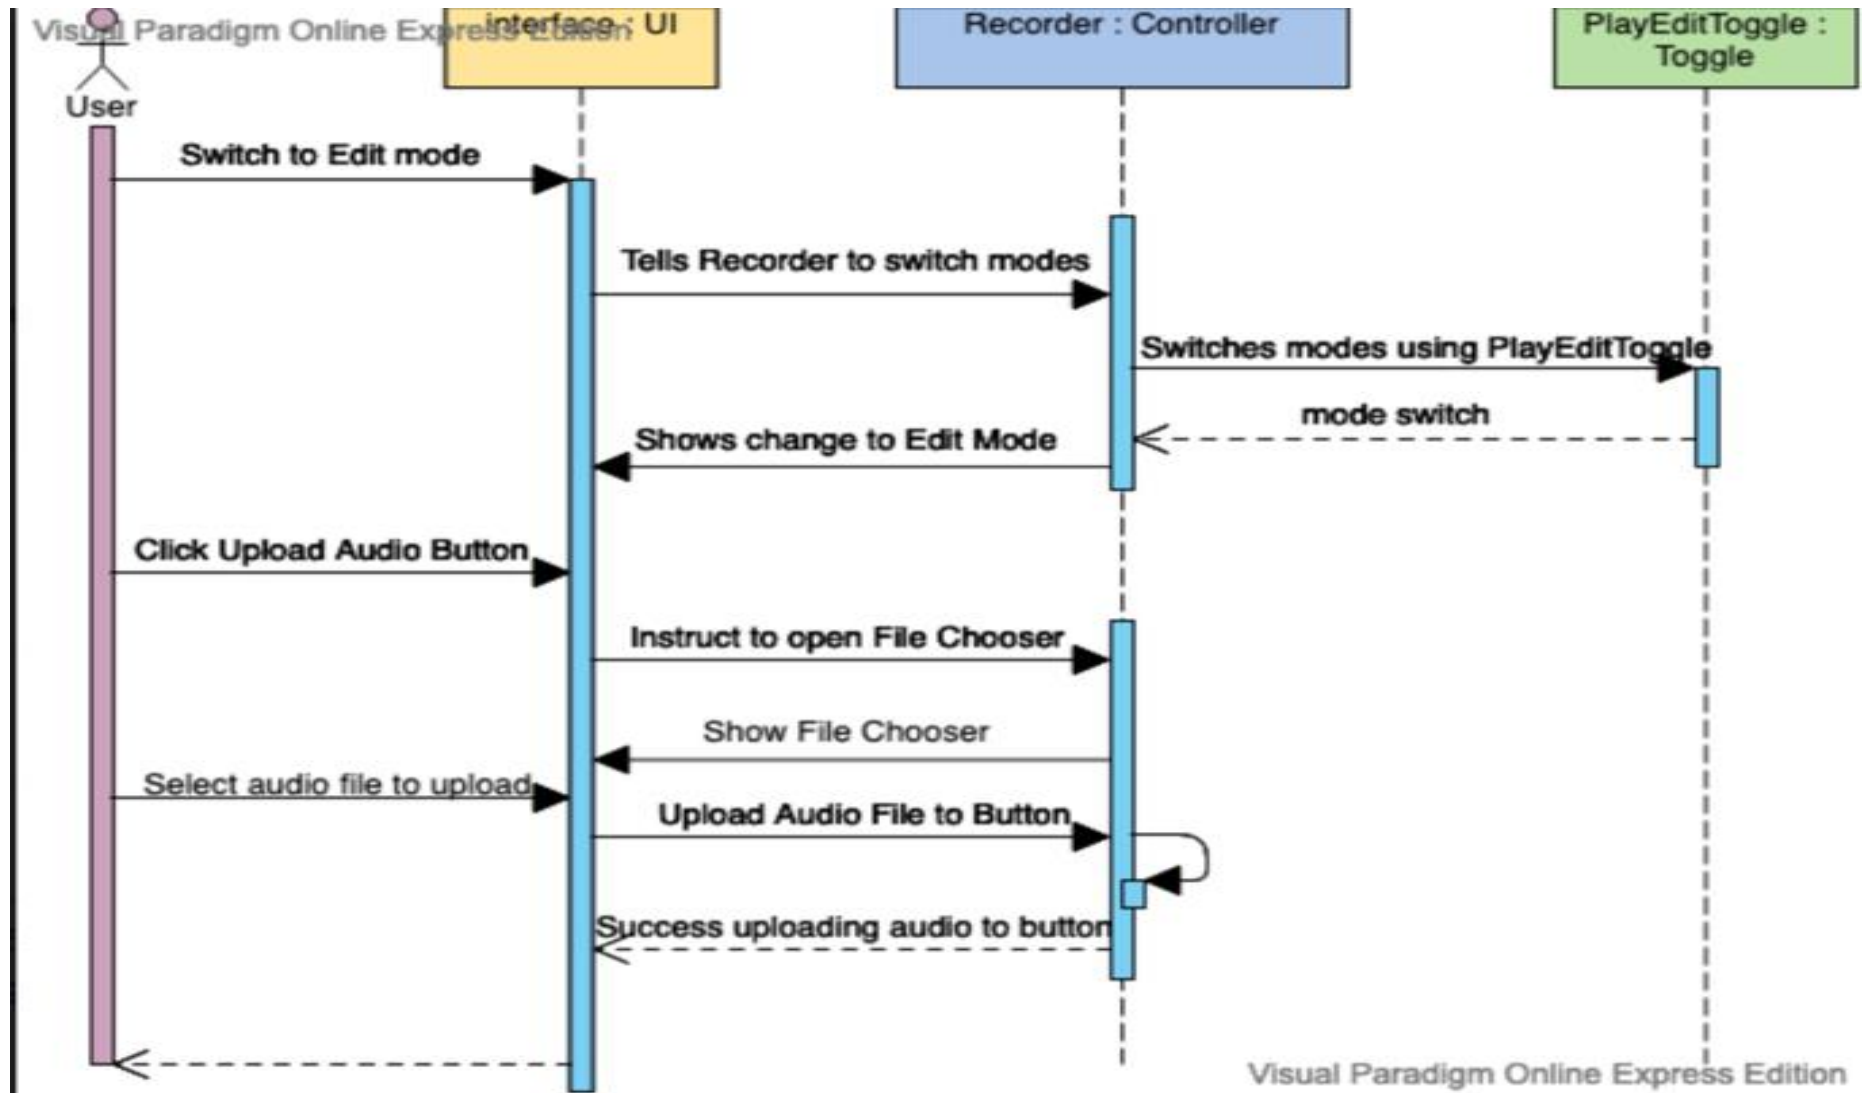 Visual Paradigm Online Express Edition
interface : UI
Recorder : Controller
PlayEditToggle :
Toggle
User
Switch to Edit mode
Tells Recorder to switch modes
Switches modes using PlayEditToggle
mode switch
Shows change to Edit Mode
Click Upload Audio Button
Instruct to open File Chooser
Show File Chooser
Select audio file to upload
Upload Audio File to Button
Success uploading audio to button
Visual Paradigm Online Express Edition